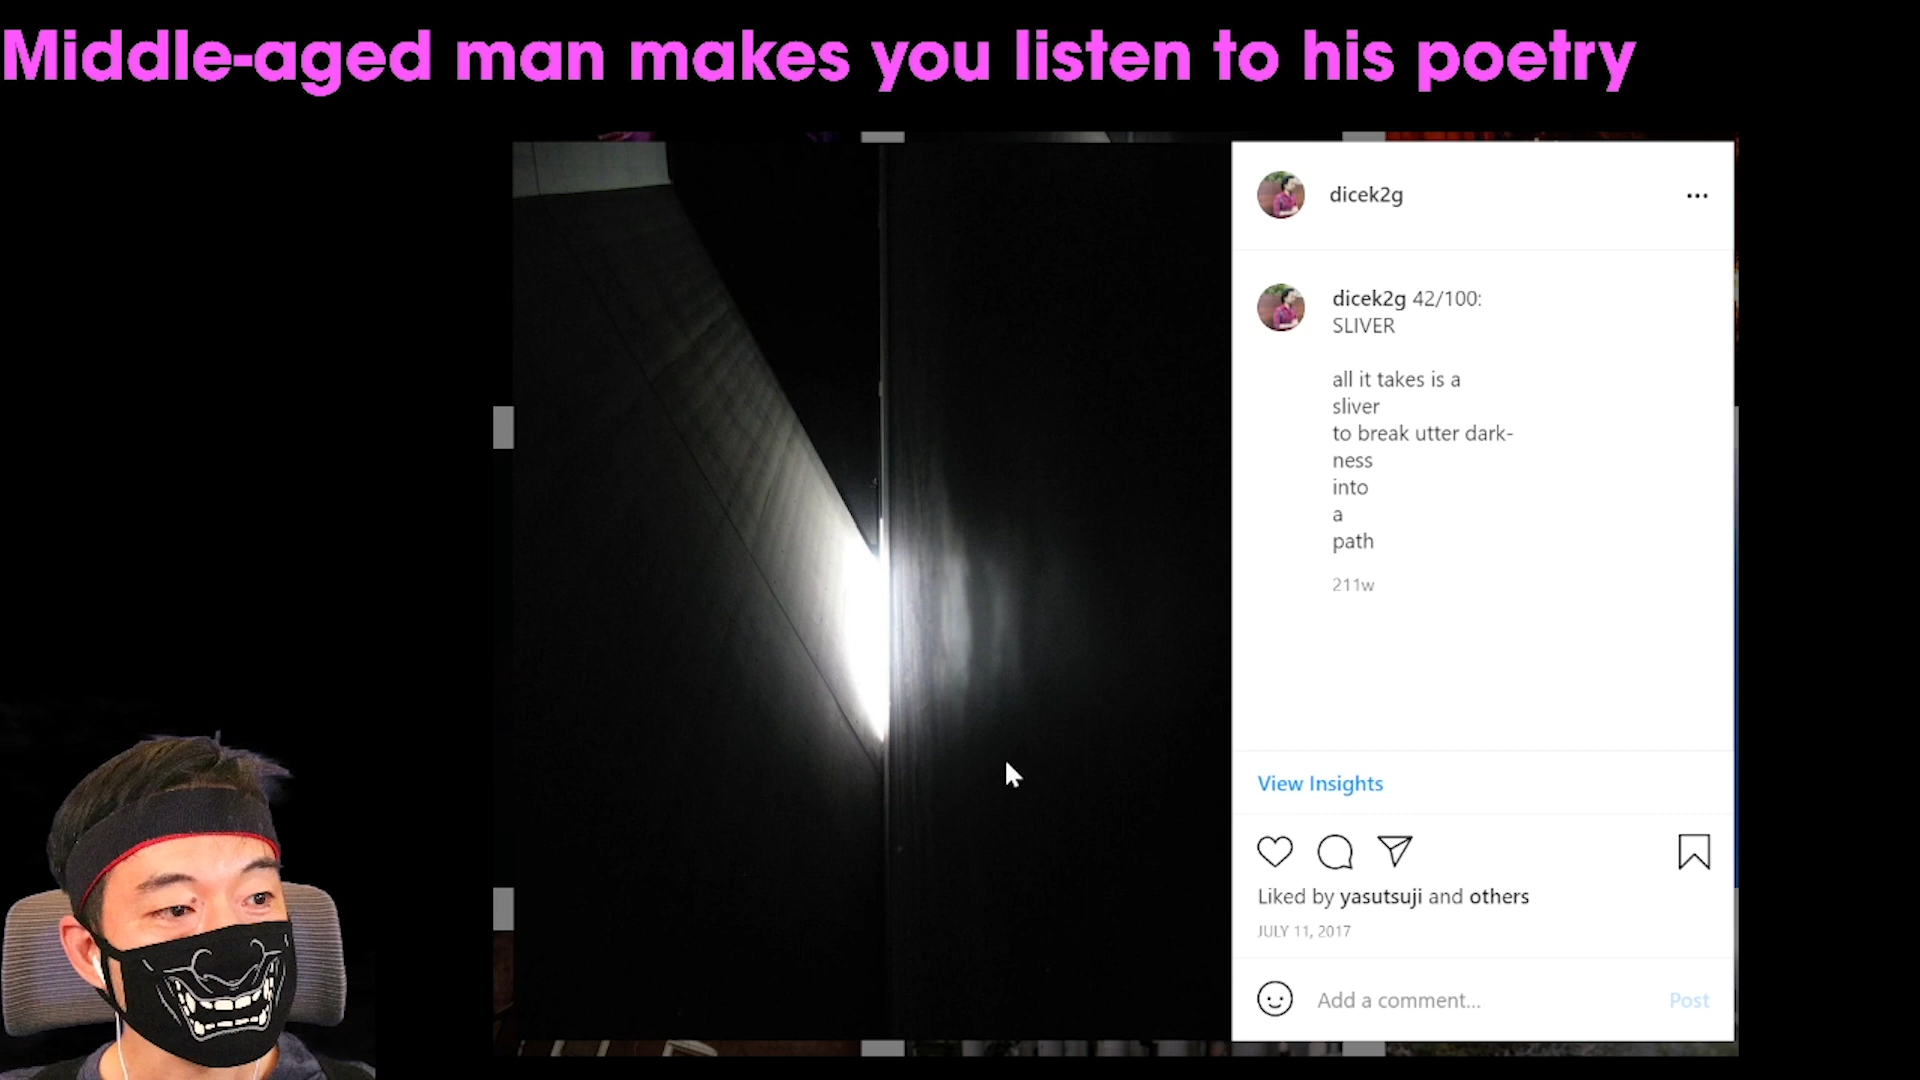 Middle-aged man makes you listen to his poetry
dicek2g
dicek2g 42/100:
SLIVER
all it takes is a
sliver
to break utter dark-
ness
into
a
path
211w
View Insights
Liked by yasutsuji and others
JULY 11, 2017
Add a comment...
Post